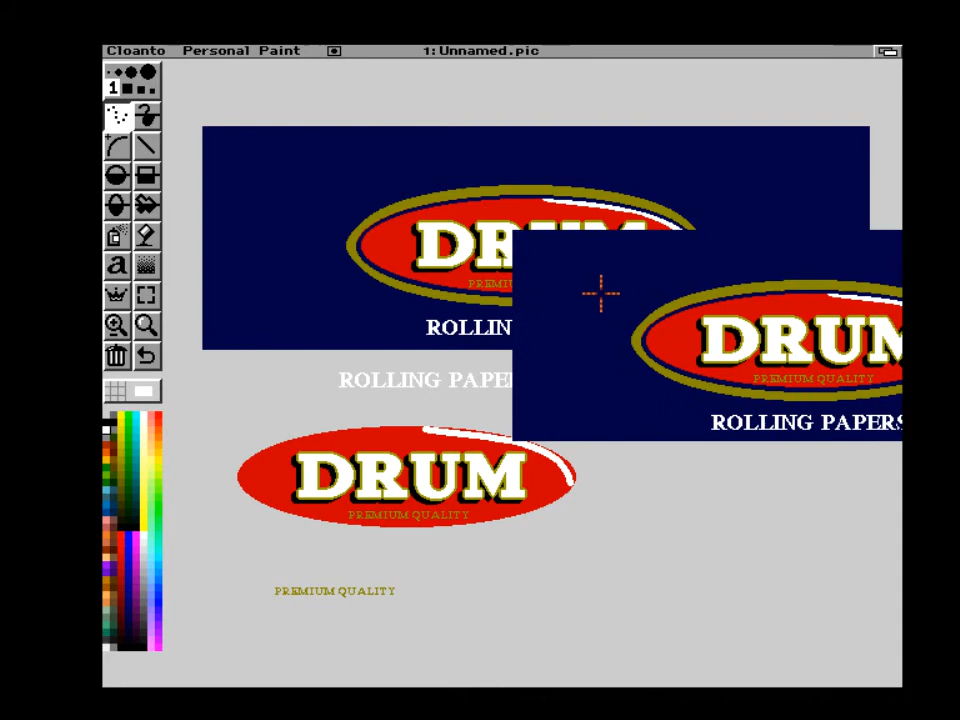 Cloanto Personal Paint 1:Unnamed.pic
1
a
DRUM
PREMIUM QUALITY
ROLLING PAPERS
ROLLIN
ROLLING PAPE
DRUM
PREMIUM QUALITY
PREMIUM QUALITY